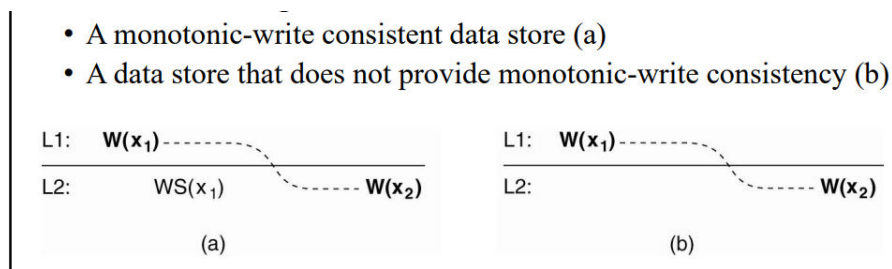 • A monotonic-write consistent data store (a)
• A data store that does not provide monotonic-write consistency (b)
L1: W(x₁)
L2: WS(x₁) W(x₂)
(a)
L1: W(x₁)
L2: W(x₂)
(b)